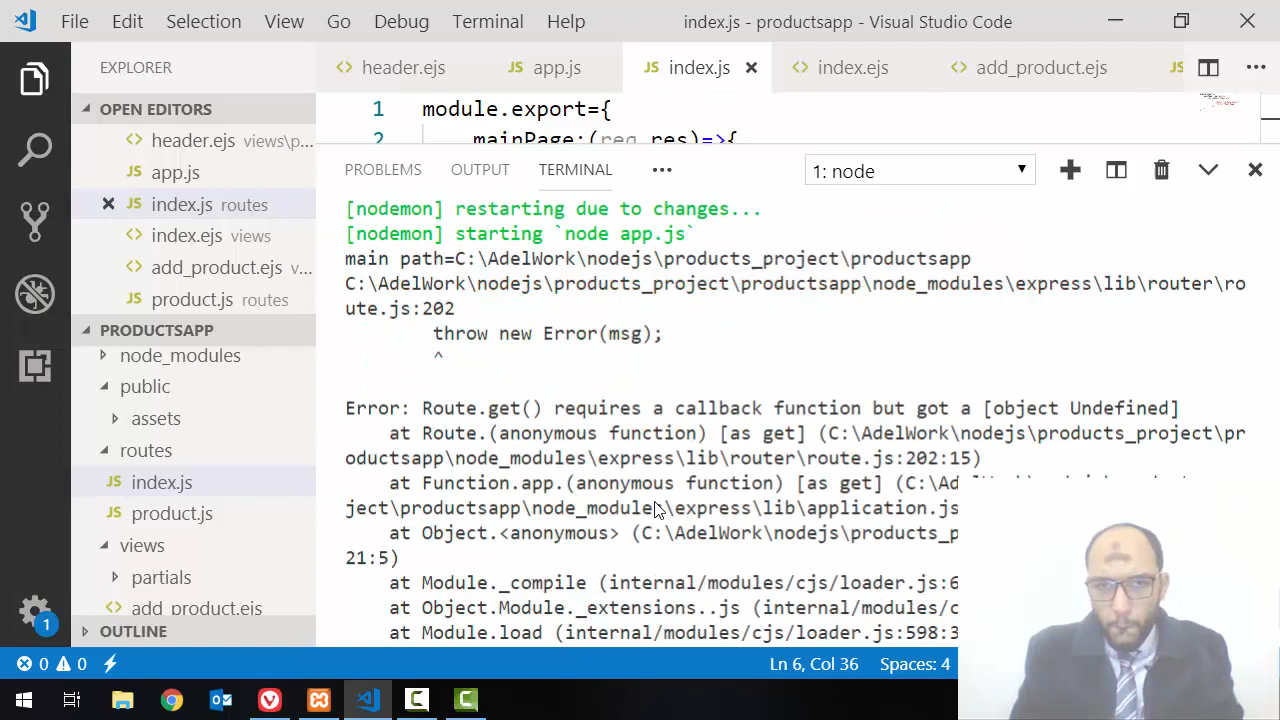 File Edit Selection View Go Debug Terminal Help index.js - productsapp - Visual Studio Code
EXPLORER
header.ejs app.js index.js index.ejs add_product.ejs
OPEN EDITORS
header.ejs views\p...
app.js
index.js routes
index.ejs views
add_product.ejs v...
product.js routes
PRODUCTSAPP
node_modules
public
assets
routes
index.js
product.js
views
partials
add_product.ejs
OUTLINE
1 module.export={
2 mainPage:(req,res)=>{
PROBLEMS OUTPUT TERMINAL ... 1: node
[nodemon] restarting due to changes...
[nodemon] starting `node app.js`
main path=C:\AdelWork\nodejs\products_project\productsapp
C:\AdelWork\nodejs\products_project\productsapp\node_modules\express\lib\router\ro
ute.js:202
throw new Error(msg);
^
Error: Route.get() requires a callback function but got a [object Undefined]
at Route.(anonymous function) [as get] (C:\AdelWork\nodejs\products_project\pr
oductsapp\node_modules\express\lib\router\route.js:202:15)
at Function.app.(anonymous function) [as get] (C:\Ad
ject\productsapp\node_modules\express\lib\application.js
at Object.<anonymous> (C:\AdelWork\nodejs\products_p
21:5)
at Module._compile (internal/modules/cjs/loader.js:6
at Object.Module._extensions..js (internal/modules/c
at Module.load (internal/modules/cjs/loader.js:598:3
1
0 0 Ln 6, Col 36 Spaces: 4